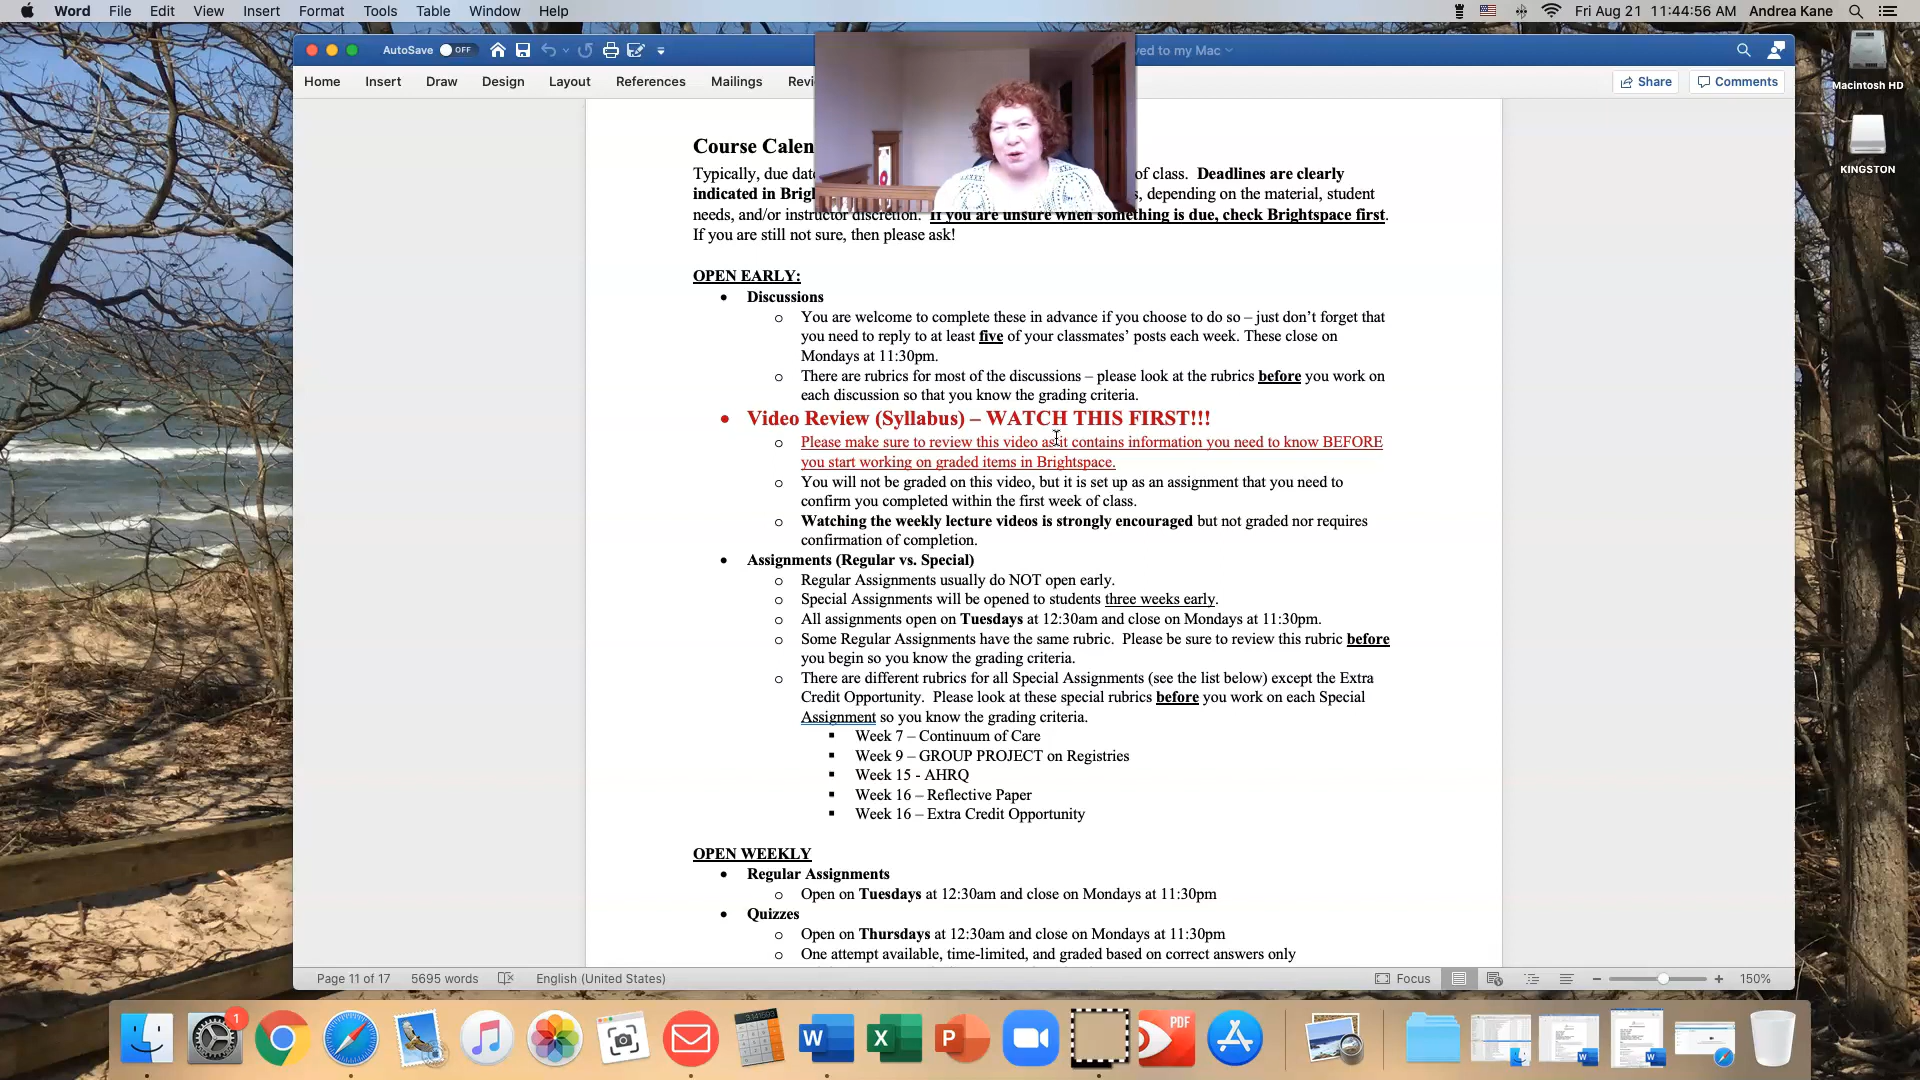 Word File Edit View Insert Format Tools Table Window Help Fri Aug 21 11:44:56 AM Andrea Kane
AutoSave OFF ved to my Mac
Home Insert Draw Design Layout References Mailings Revi Share Comments
Macintosh HD
KINGSTON
Course Calen
Typically, due dat of class. Deadlines are clearly
indicated in Brigh s, depending on the material, student
needs, and/or instructor discretion. If you are unsure when something is due, check Brightspace first.
If you are still not sure, then please ask!
OPEN EARLY:
• Discussions
o You are welcome to complete these in advance if you choose to do so – just don’t forget that
you need to reply to at least five of your classmates’ posts each week. These close on
Mondays at 11:30pm.
o There are rubrics for most of the discussions – please look at the rubrics before you work on
each discussion so that you know the grading criteria.
• Video Review (Syllabus) – WATCH THIS FIRST!!!
o Please make sure to review this video as it contains information you need to know BEFORE
you start working on graded items in Brightspace.
o You will not be graded on this video, but it is set up as an assignment that you need to
confirm you completed within the first week of class.
o Watching the weekly lecture videos is strongly encouraged but not graded nor requires
confirmation of completion.
• Assignments (Regular vs. Special)
o Regular Assignments usually do NOT open early.
o Special Assignments will be opened to students three weeks early.
o All assignments open on Tuesdays at 12:30am and close on Mondays at 11:30pm.
o Some Regular Assignments have the same rubric. Please be sure to review this rubric before
you begin so you know the grading criteria.
o There are different rubrics for all Special Assignments (see the list below) except the Extra
Credit Opportunity. Please look at these special rubrics before you work on each Special
Assignment so you know the grading criteria.
▪ Week 7 – Continuum of Care
▪ Week 9 – GROUP PROJECT on Registries
▪ Week 15 - AHRQ
▪ Week 16 – Reflective Paper
▪ Week 16 – Extra Credit Opportunity
OPEN WEEKLY
• Regular Assignments
o Open on Tuesdays at 12:30am and close on Mondays at 11:30pm
• Quizzes
o Open on Thursdays at 12:30am and close on Mondays at 11:30pm
o One attempt available, time-limited, and graded based on correct answers only
Page 11 of 17 5695 words English (United States) Focus 150%
1
W X P PDF